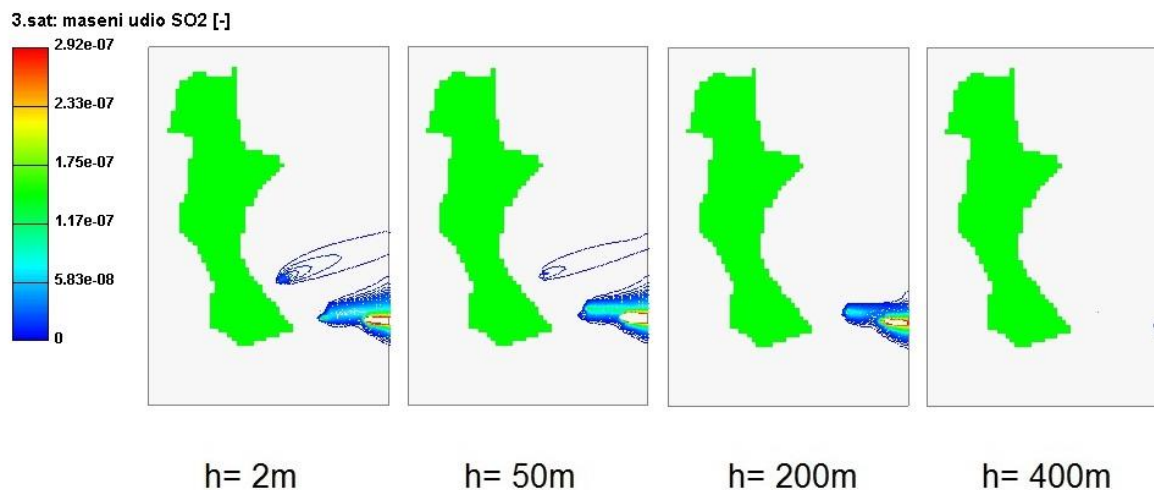 3.sat: maseni udio SO2 [-]
2.92e-07
2.33e-07
1.75e-07
1.17e-07
5.83e-08
0
h= 2m h= 50m h= 200m h= 400m